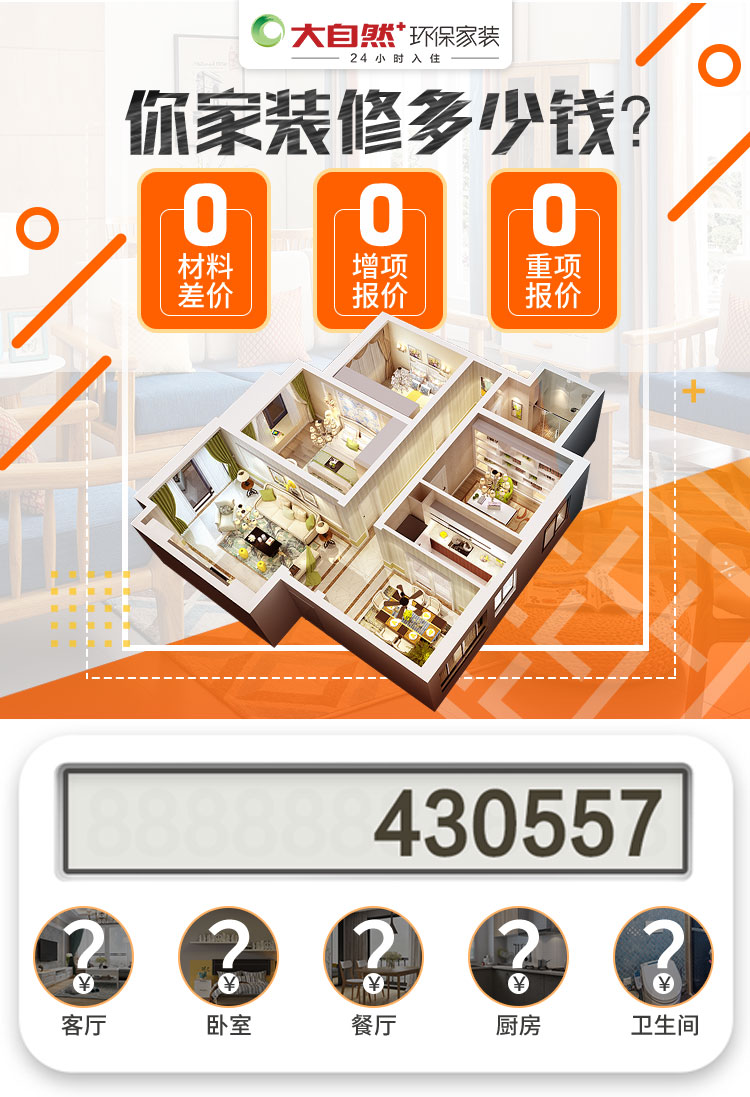 大自然+环保家装
24小时入住
你家装修多少钱?
0
材料
差价
0
增项
报价
0
重项
报价
430557
?
¥
客厅
?
¥
卧室
?
¥
餐厅
?
¥
厨房
?
¥
卫生间